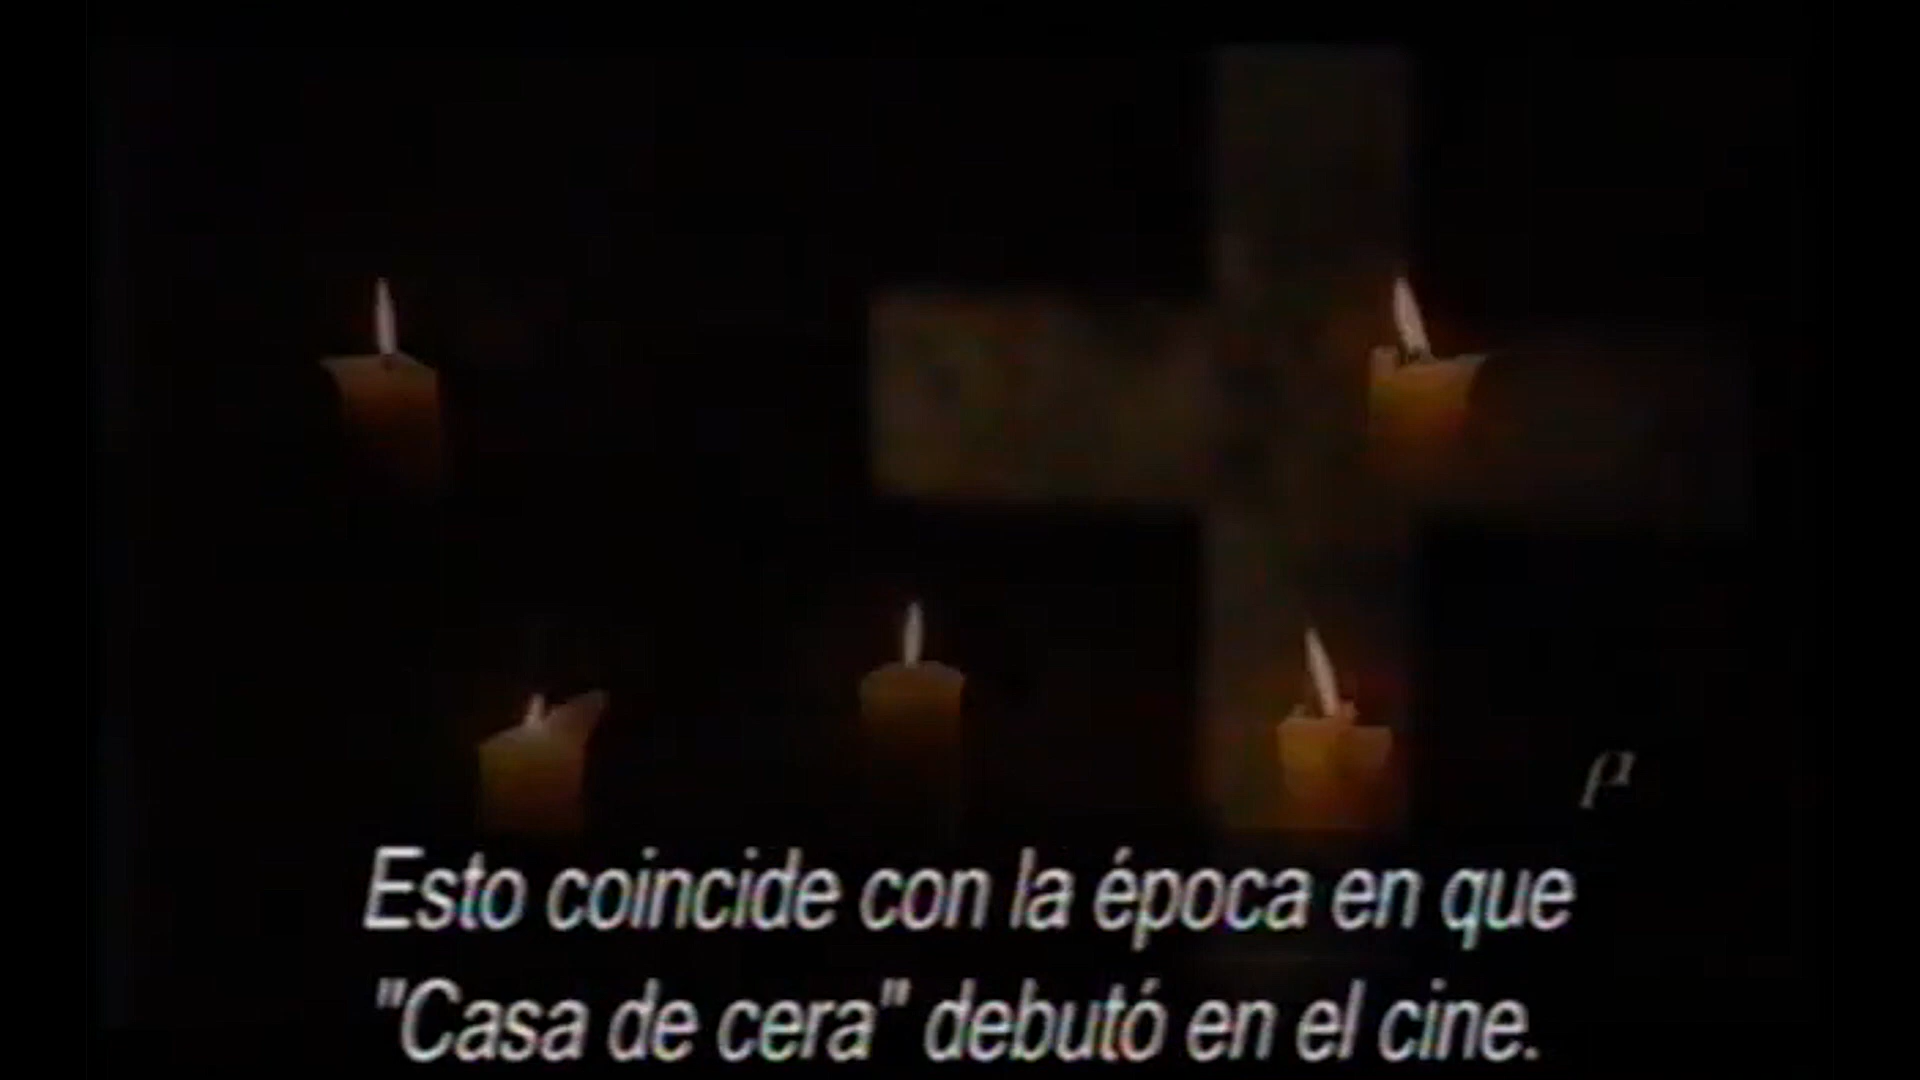 Esto coincide con la época en que
"Casa de cera" debutó en el cine.